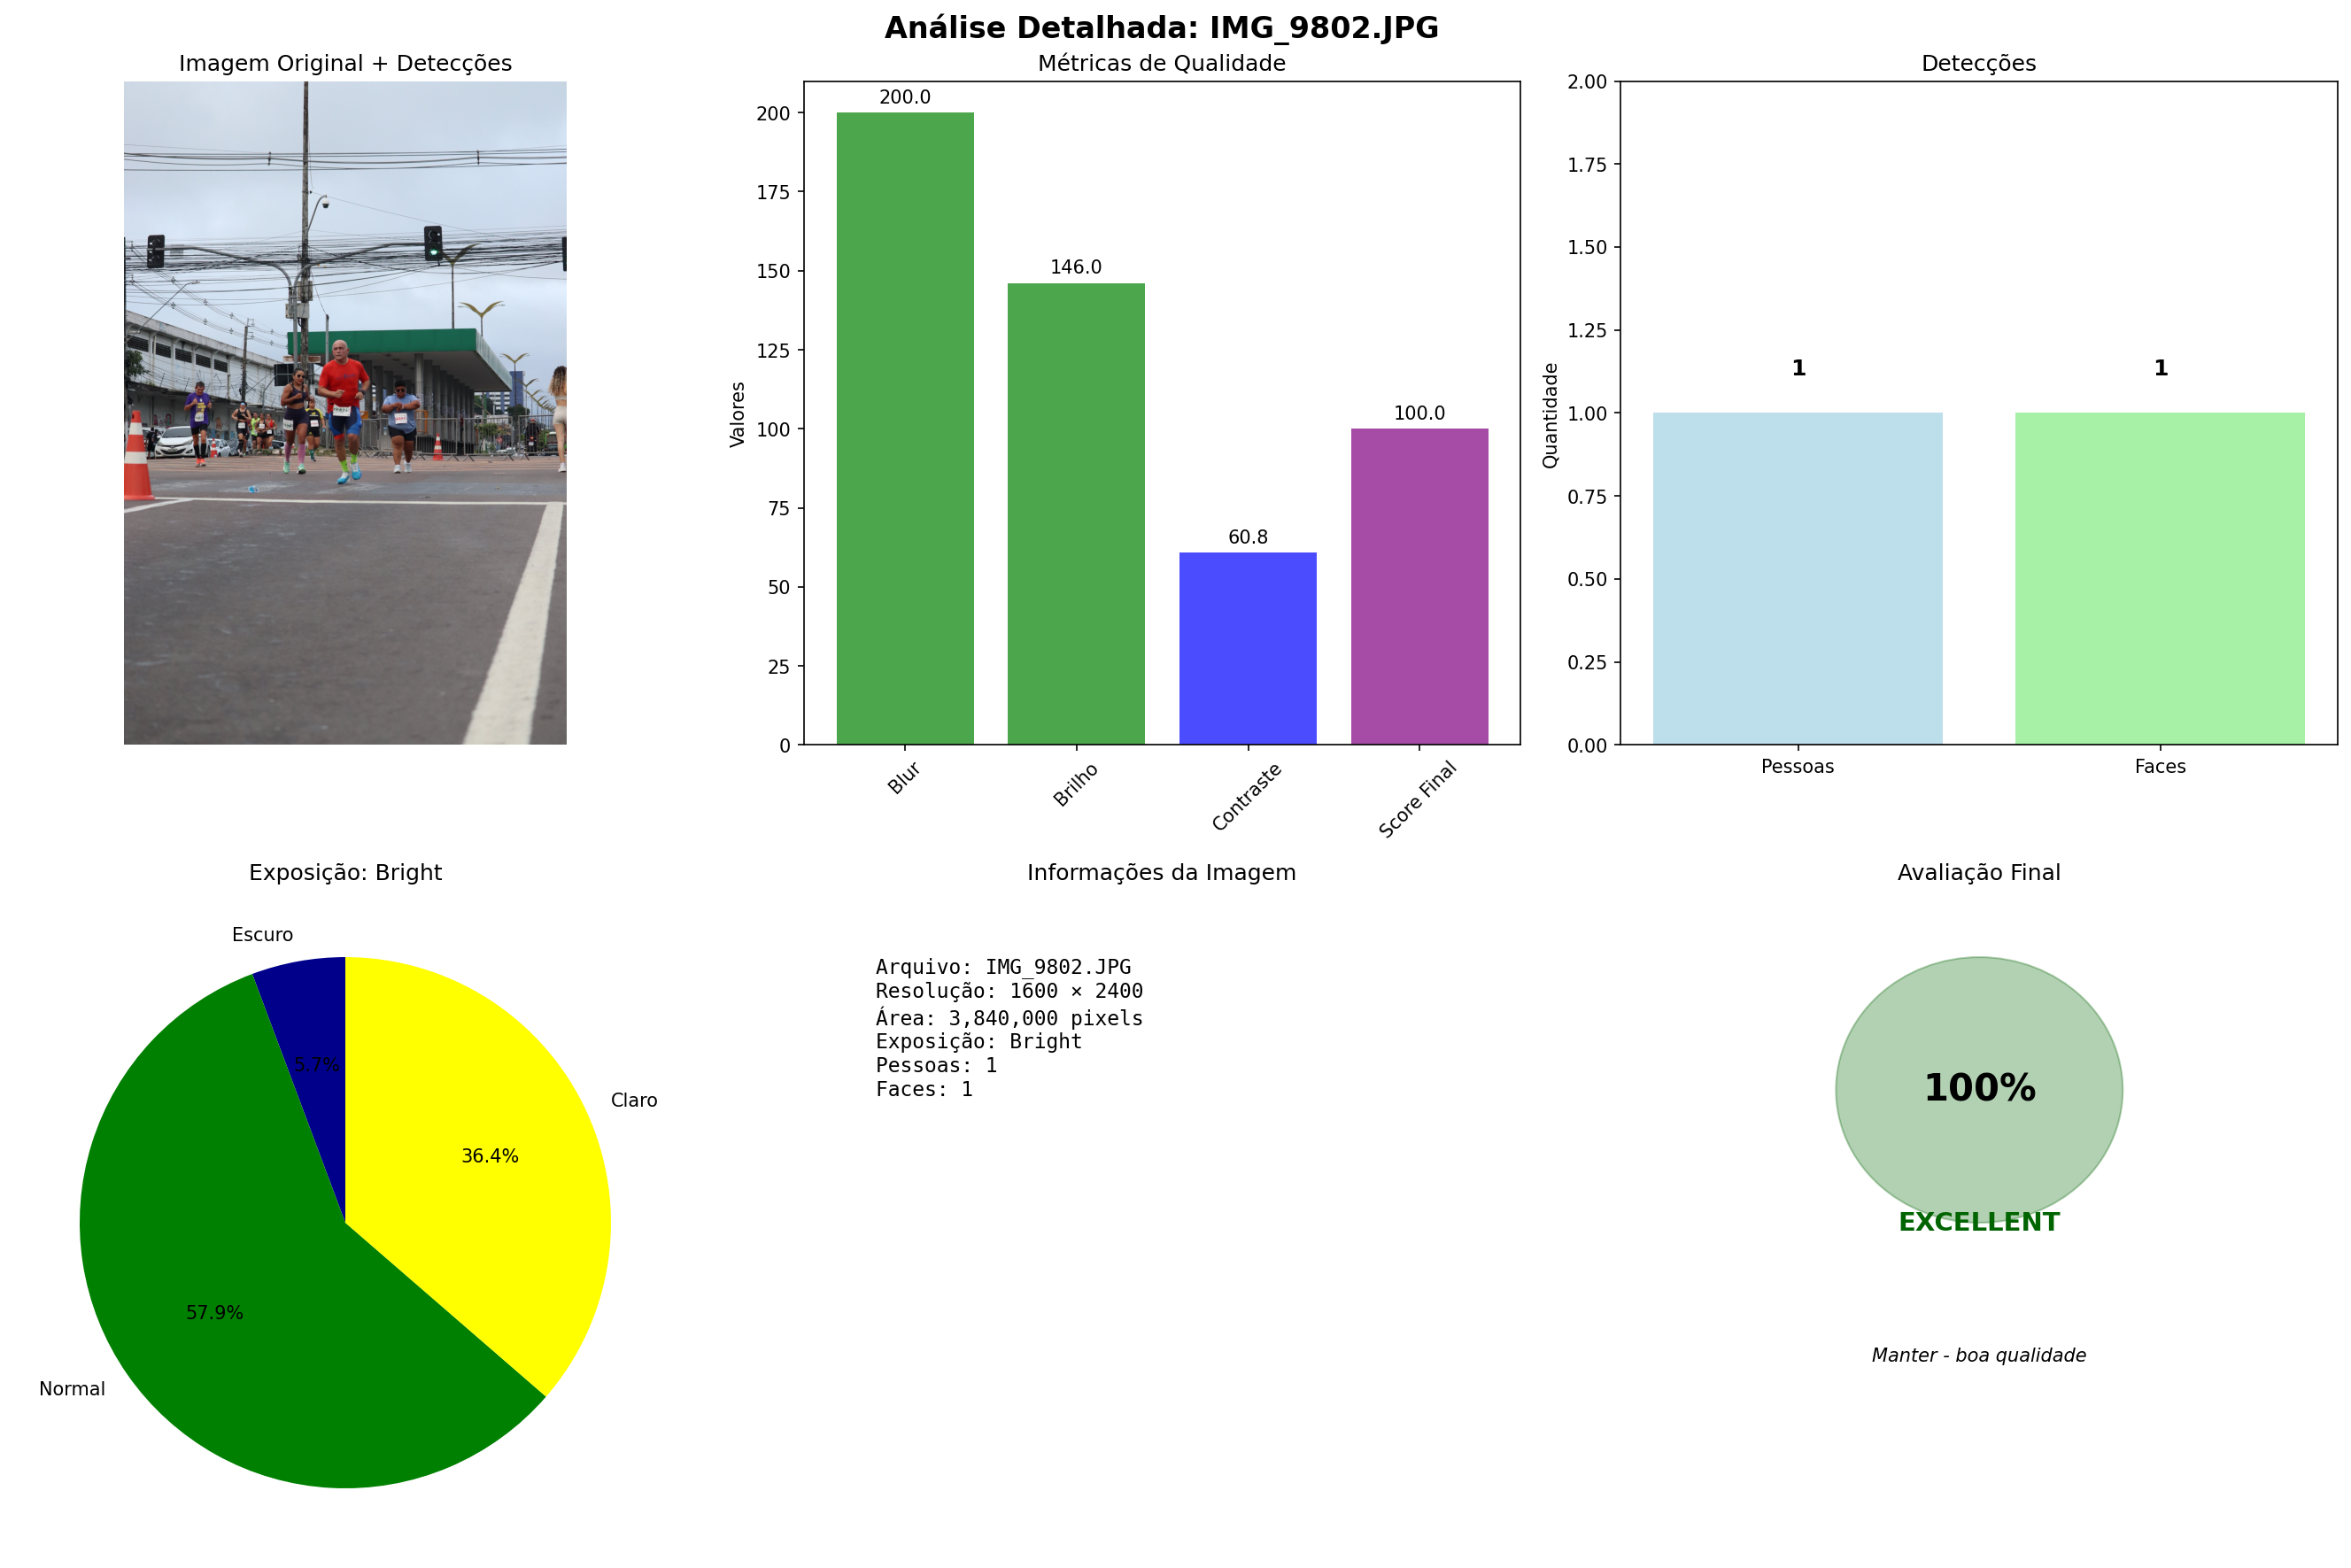 Análise Detalhada: IMG_9802.JPG
Imagem Original + Detecções
Métricas de Qualidade
Valores
200
175
150
125
100
75
50
25
0
200.0
146.0
60.8
100.0
Blur
Brilho
Contraste
Score Final
Detecções
Quantidade
2.00
1.75
1.50
1.25
1.00
0.75
0.50
0.25
0.00
1
1
Pessoas
Faces
Exposição: Bright
Escuro
5.7%
Claro
36.4%
57.9%
Normal
Informações da Imagem
Arquivo: IMG_9802.JPG
Resolução: 1600 × 2400
Área: 3,840,000 pixels
Exposição: Bright
Pessoas: 1
Faces: 1
Avaliação Final
100%
EXCELLENT
Manter - boa qualidade